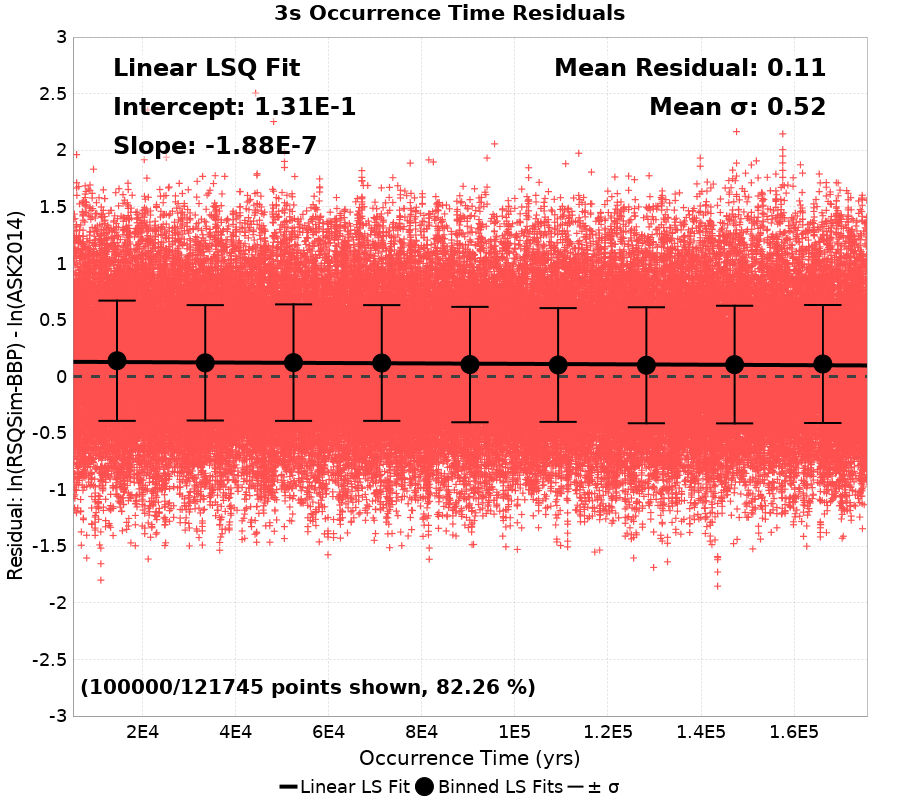 3s Occurrence Time Residuals
Linear LSQ Fit
Intercept: 1.31E-1
Slope: -1.88E-7
Mean Residual: 0.11
Mean σ: 0.52
3
2.5
2
1.5
1
0.5
0
-0.5
-1
-1.5
-2
-2.5
-3
Residual: ln(RSQSim-BBP) - ln(ASK2014)
(100000/121745 points shown, 82.26 %)
2E4 4E4 6E4 8E4 1E5 1.2E5 1.4E5 1.6E5
Occurrence Time (yrs)
Linear LS Fit Binned LS Fits ± σ